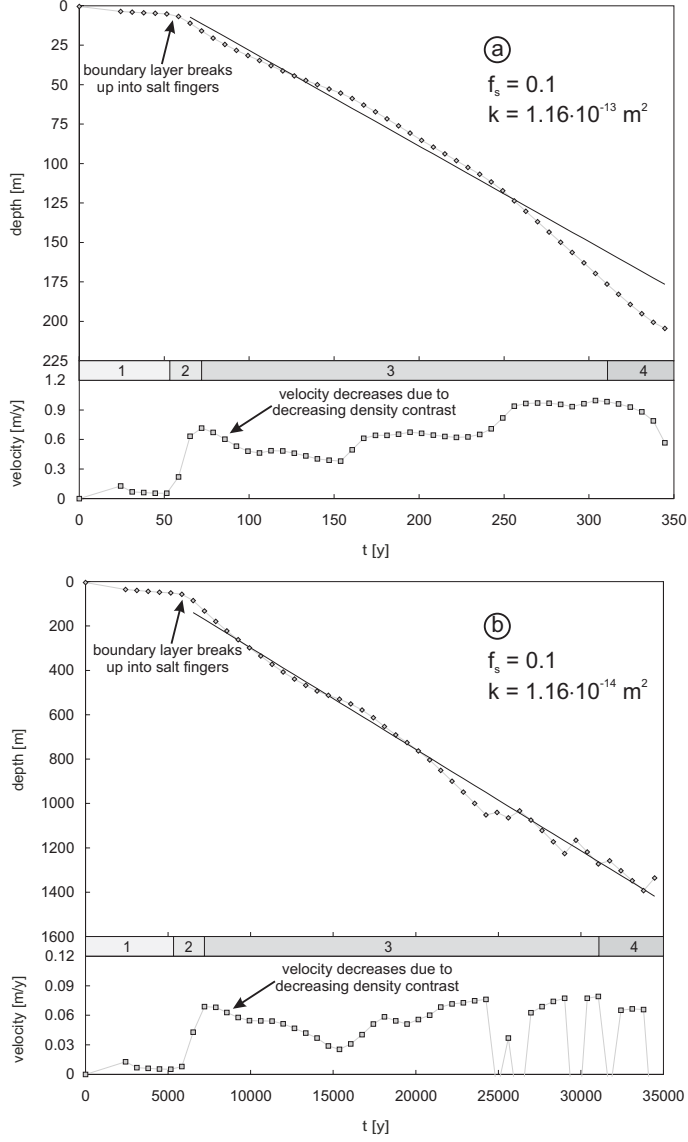 0
25
50
75
100
125
150
175
200
225
depth [m]
boundary layer breaks
up into salt fingers
a
fs = 0.1
k = 1.16·10-13 m2
1 2 3 4
1.2
0.9
0.6
0.3
0
velocity [m/y]
velocity decreases due to
decreasing density contrast
0 50 100 150 200 250 300 350
t [y]
0
200
400
600
800
1000
1200
1400
1600
depth [m]
boundary layer breaks
up into salt fingers
b
fs = 0.1
k = 1.16·10-14 m2
1 2 3 4
0.12
0.09
0.06
0.03
0
velocity [m/y]
velocity decreases due to
decreasing density contrast
0 5000 10000 15000 20000 25000 30000 35000
t [y]